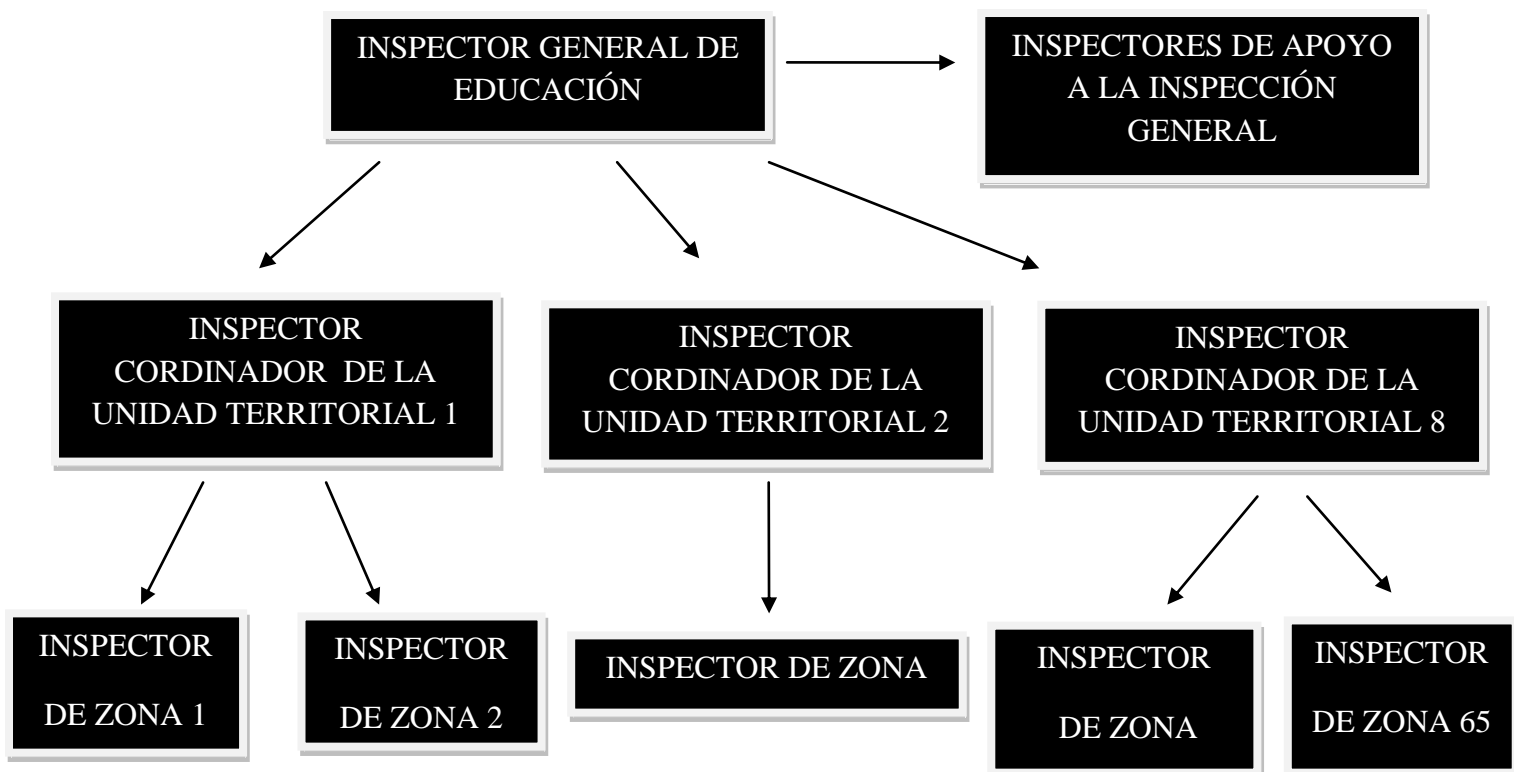 INSPECTOR GENERAL DE
EDUCACIÓN
INSPECTORES DE APOYO
A LA INSPECCIÓN
GENERAL
INSPECTOR
CORDINADOR DE LA
UNIDAD TERRITORIAL 1
INSPECTOR
CORDINADOR DE LA
UNIDAD TERRITORIAL 2
INSPECTOR
CORDINADOR DE LA
UNIDAD TERRITORIAL 8
INSPECTOR
DE ZONA 1
INSPECTOR
DE ZONA 2
INSPECTOR DE ZONA
INSPECTOR
DE ZONA
INSPECTOR
DE ZONA 65